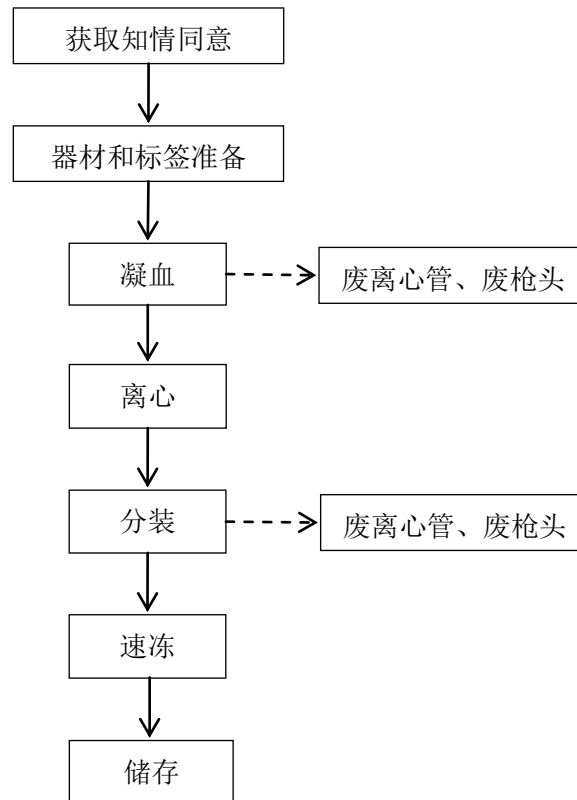 获取知情同意
器材和标签准备
凝血
废离心管、废枪头
离心
分装
废离心管、废枪头
速冻
储存